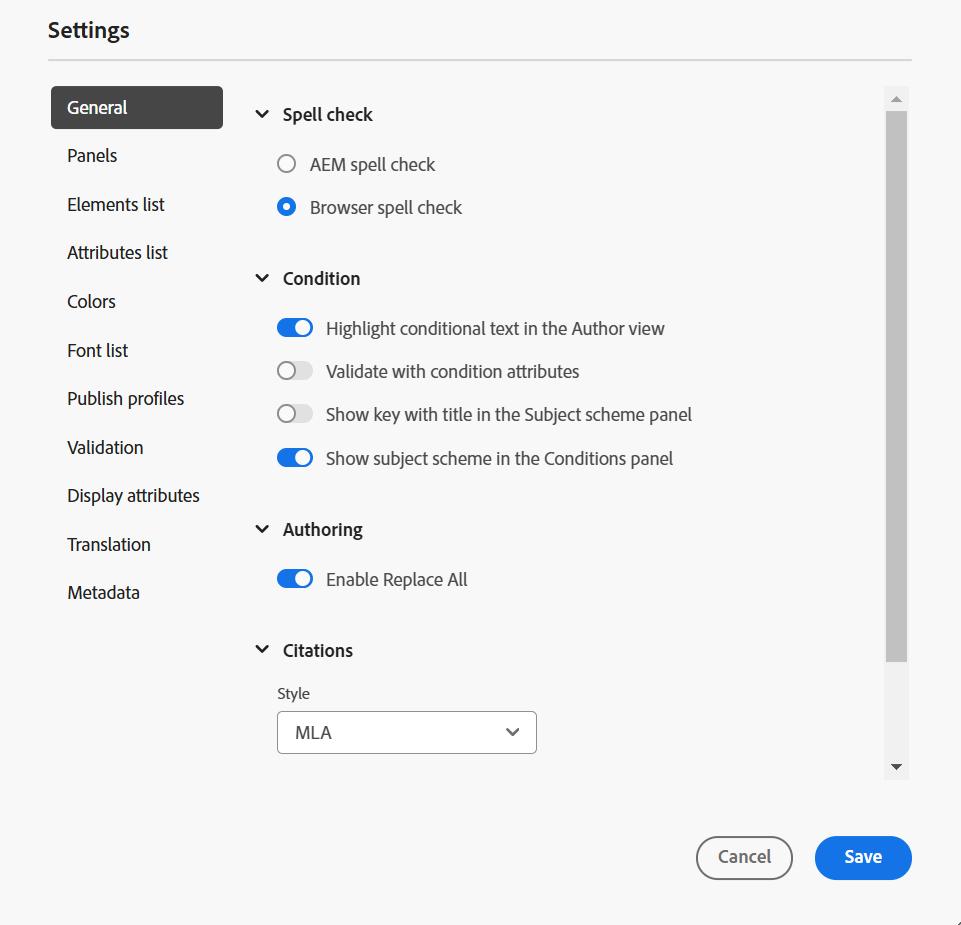 Settings
General
Panels
Elements list
Attributes list
Colors
Font list
Publish profiles
Validation
Display attributes
Translation
Metadata
Spell check
AEM spell check
Browser spell check
Condition
Highlight conditional text in the Author view
Validate with condition attributes
Show key with title in the Subject scheme panel
Show subject scheme in the Conditions panel
Authoring
Enable Replace All
Citations
Style
MLA
Cancel
Save